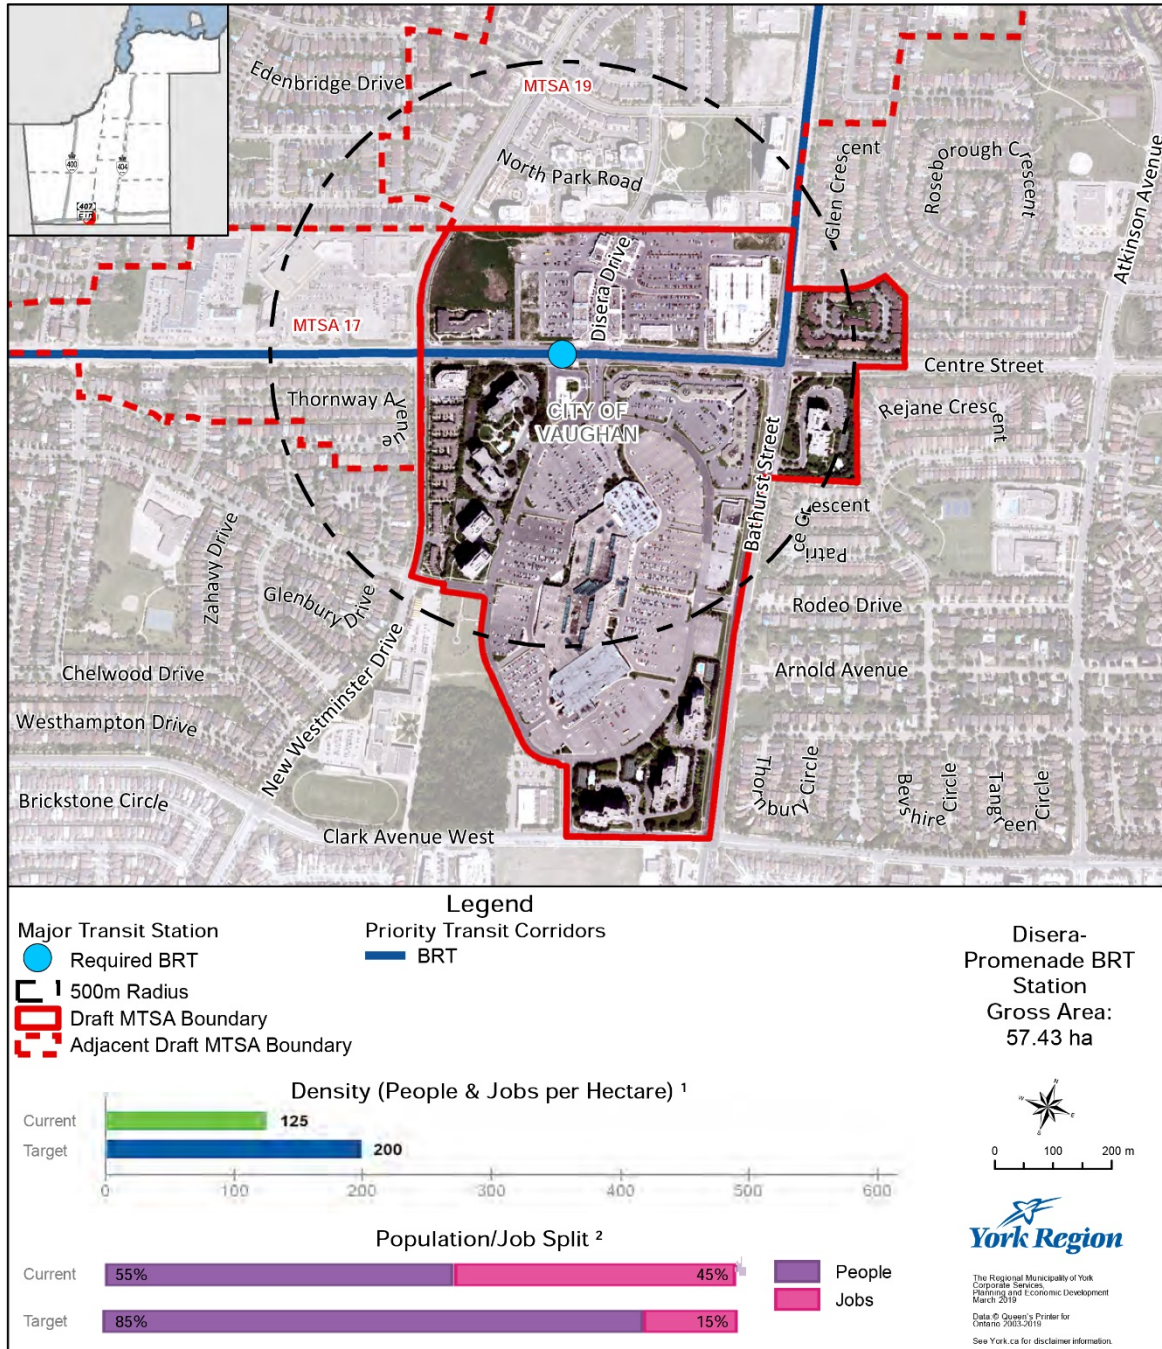 Edenbridge Drive
MTSA 19
North Park Road
Glen Crescent
Roseborough Crescent
Atkinson Avenue
400
404
407
Disera Drive
MTSA 17
Centre Street
Thornway Avenue
CITY OF
VAUGHAN
Rejane Crescent
Bathurst Street
Patrice Crescent
Zahavy Drive
Glenbury Drive
Rodeo Drive
Chelwood Drive
Arnold Avenue
New Westminster Drive
Westhampton Drive
Thornbury Circle
Bevshire Circle
Tangreen Circle
Brickstone Circle
Clark Avenue West
Legend
Major Transit Station
Required BRT
500m Radius
Draft MTSA Boundary
Adjacent Draft MTSA Boundary
Priority Transit Corridors
BRT
Disera-
Promenade BRT
Station
Gross Area:
57.43 ha
Density (People & Jobs per Hectare) ¹
Current 125
Target 200
0 100 200 300 400 500 600
N
W E
S
0 100 200 m
Population/Job Split ²
Current 55% 45%
Target 85% 15%
People
Jobs
York Region
The Regional Municipality of York
Corporate Services,
Planning and Economic Development
March 2019
Data:© Queen's Printer for
Ontario 2003-2019
See York.ca for disclaimer information.